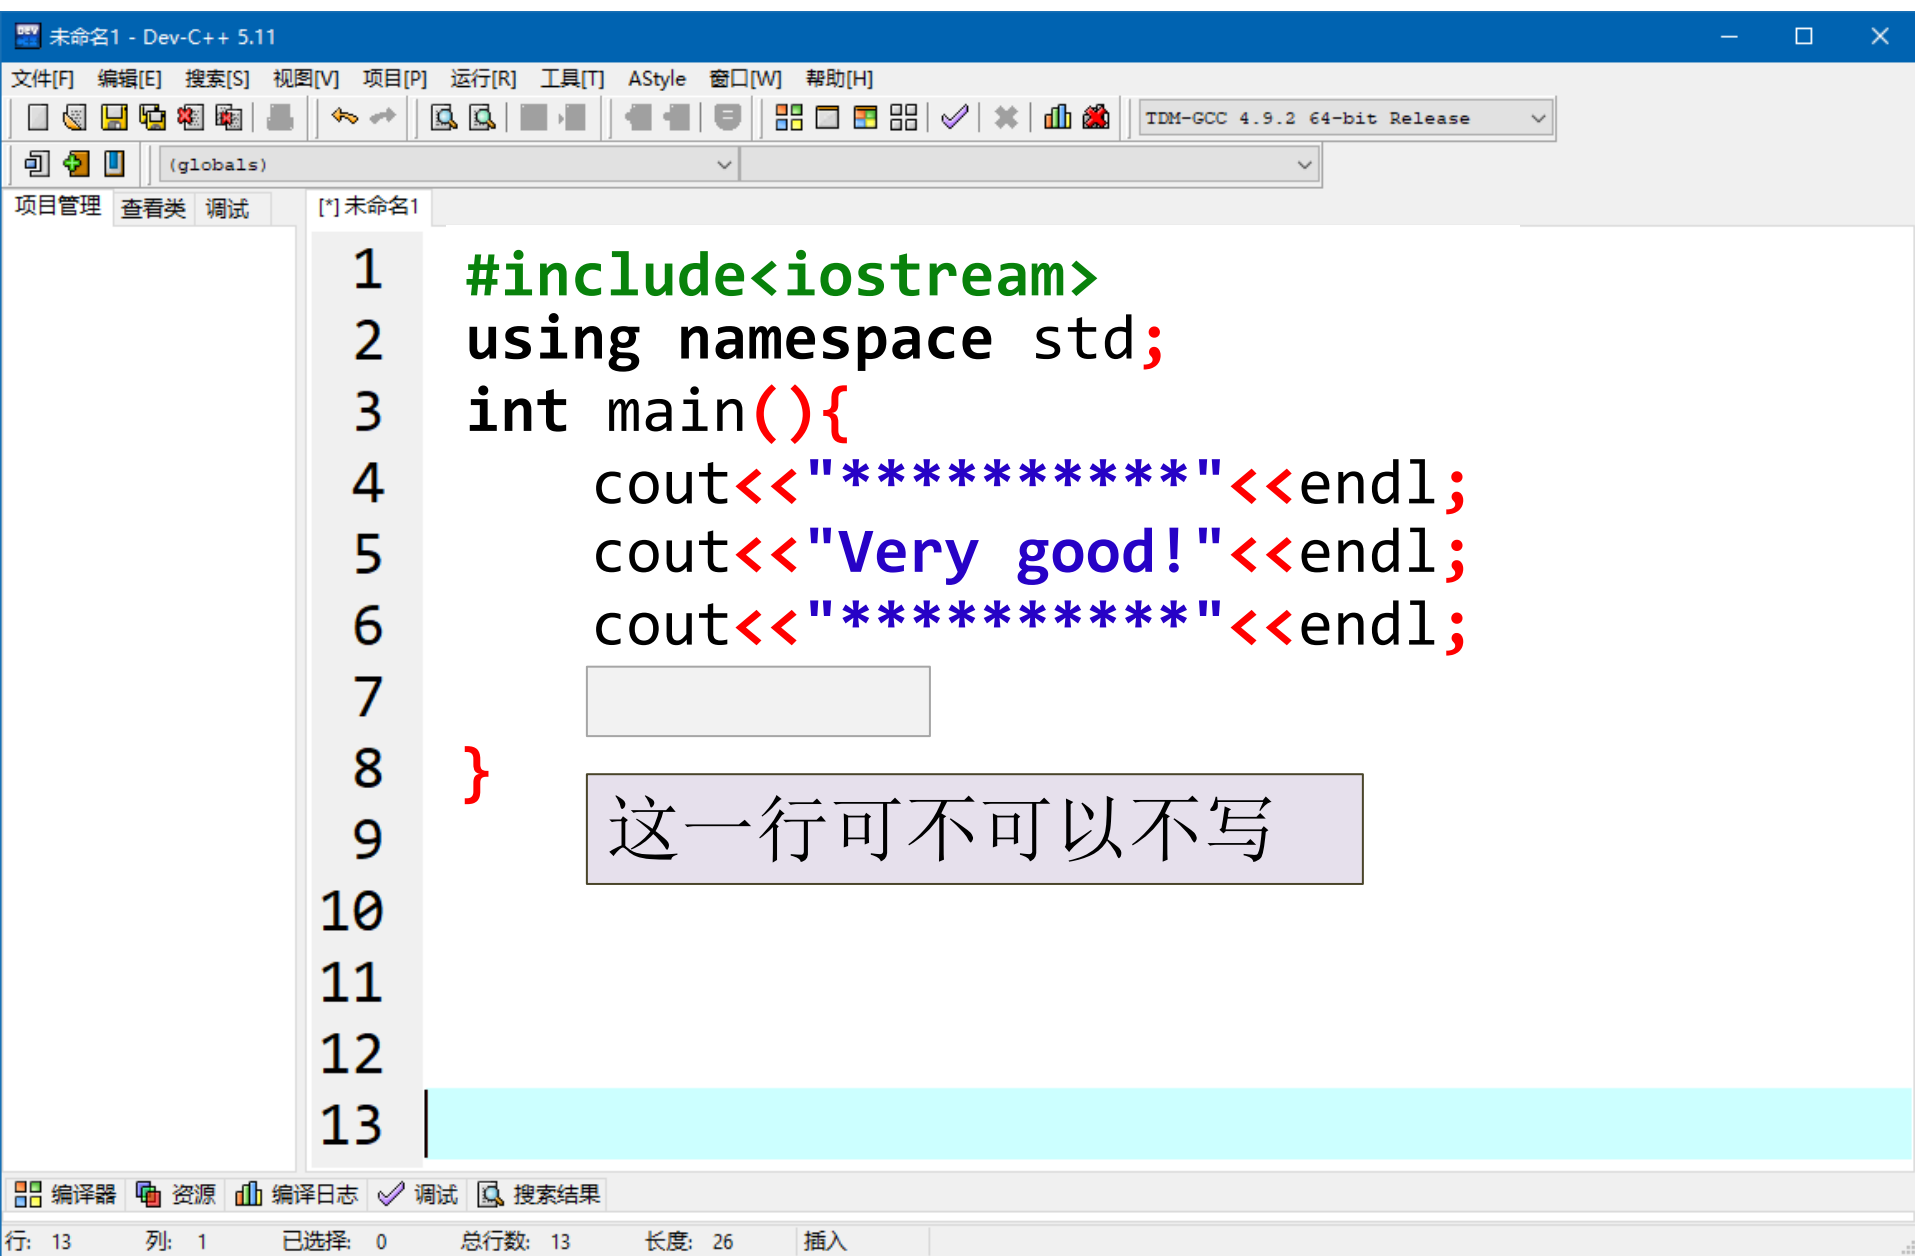 未命名1 - Dev-C++ 5.11
文件[F] 编辑[E] 搜索[S] 视图[V] 项目[P] 运行[R] 工具[T] AStyle 窗口[W] 帮助[H]
TDM-GCC 4.9.2 64-bit Release
(globals)
项目管理 查看类 调试 [*] 未命名1
1 #include<iostream>
2 using namespace std;
3 int main(){
4 cout<<"**********"<<endl;
5 cout<<"Very good!"<<endl;
6 cout<<"**********"<<endl;
7
8 }
9 这一行可不可以不写
10
11
12
13
编译器 资源 编译日志 调试 搜索结果
行: 13 列: 1 已选择: 0 总行数: 13 长度: 26 插入